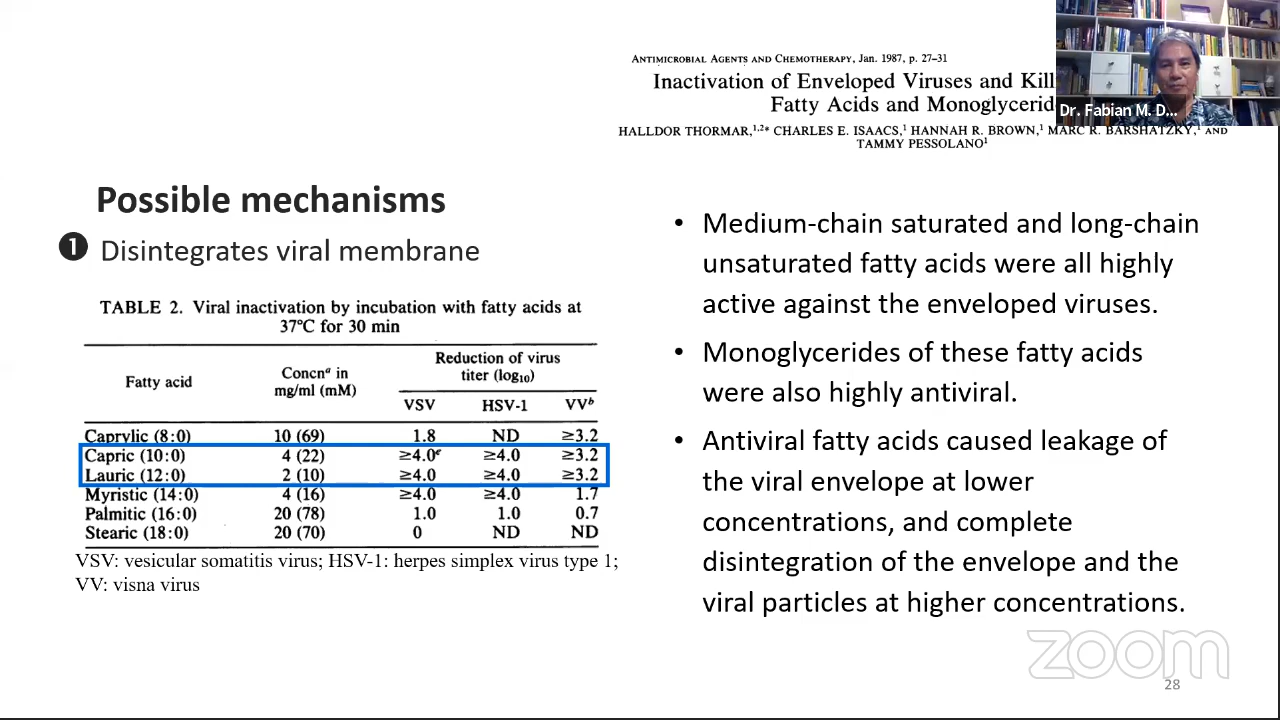 ANTIMICROBIAL AGENTS AND CHEMOTHERAPY, Jan. 1987, p. 27–31
Inactivation of Enveloped Viruses and Kill
Fatty Acids and Monoglycerid
HALLDOR THORMAR,1,2* CHARLES E. ISAACS,1 HANNAH R. BROWN,1 MARC R. BARSHATZKY,1 AND
TAMMY PESSOLANO1
Dr. Fabian M. D...
Possible mechanisms
1 Disintegrates viral membrane
TABLE 2. Viral inactivation by incubation with fatty acids at
37°C for 30 min
Fatty acid
Concna in
mg/ml (mM)
Reduction of virus
titer (log10)
VSV HSV-1 VVb
Caprylic (8:0) 10 (69) 1.8 ND ≥3.2
Capric (10:0) 4 (22) ≥4.0e ≥4.0 ≥3.2
Lauric (12:0) 2 (10) ≥4.0 ≥4.0 ≥3.2
Myristic (14:0) 4 (16) ≥4.0 ≥4.0 1.7
Palmitic (16:0) 20 (78) 1.0 1.0 0.7
Stearic (18:0) 20 (70) 0 ND ND
VSV: vesicular somatitis virus; HSV-1: herpes simplex virus type 1;
VV: visna virus
• Medium-chain saturated and long-chain
unsaturated fatty acids were all highly
active against the enveloped viruses.
• Monoglycerides of these fatty acids
were also highly antiviral.
• Antiviral fatty acids caused leakage of
the viral envelope at lower
concentrations, and complete
disintegration of the envelope and the
viral particles at higher concentrations.
zoom
28